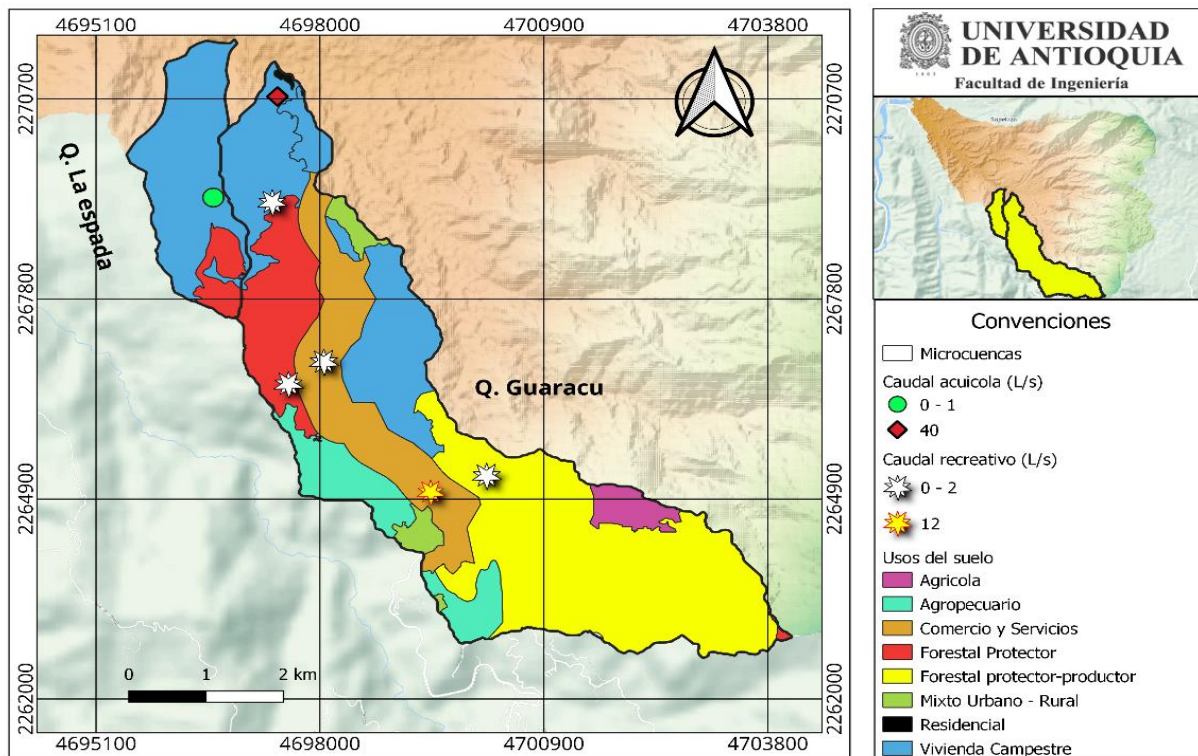 4695100
4698000
4700900
4703800
2270700
2267800
2264900
2262000
Q. La espada
Q. Guaracu
0
1
2 km
2270700
2267800
2264900
2262000
4695100
4698000
4700900
4703800
UNIVERSIDAD
DE ANTIOQUIA
1803
Facultad de Ingeniería
Convenciones
Microcuencas
Caudal acuicola (L/s)
0 - 1
40
Caudal recreativo (L/s)
0 - 2
12
Usos del suelo
Agricola
Agropecuario
Comercio y Servicios
Forestal Protector
Forestal protector-productor
Mixto Urbano - Rural
Residencial
Vivienda Campestre